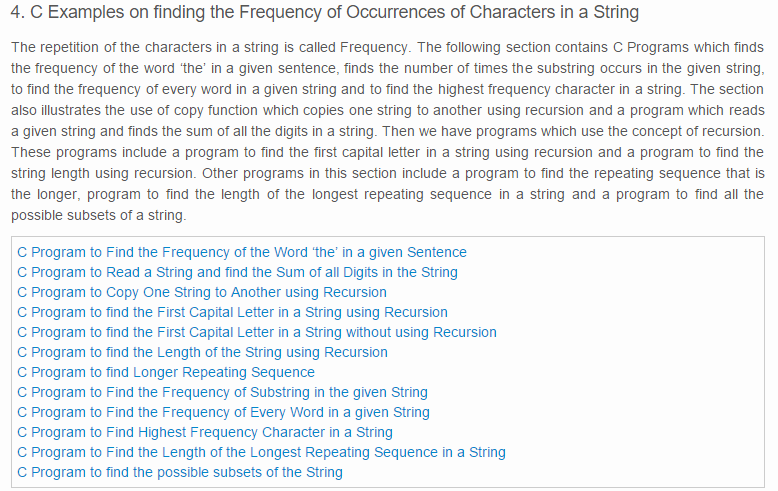 4. C Examples on finding the Frequency of Occurrences of Characters in a String
The repetition of the characters in a string is called Frequency. The following section contains C Programs which finds
the frequency of the word ‘the’ in a given sentence, finds the number of times the substring occurs in the given string,
to find the frequency of every word in a given string and to find the highest frequency character in a string. The section
also illustrates the use of copy function which copies one string to another using recursion and a program which reads
a given string and finds the sum of all the digits in a string. Then we have programs which use the concept of recursion.
These programs include a program to find the first capital letter in a string using recursion and a program to find the
string length using recursion. Other programs in this section include a program to find the repeating sequence that is
the longer, program to find the length of the longest repeating sequence in a string and a program to find all the
possible subsets of a string.
C Program to Find the Frequency of the Word ‘the’ in a given Sentence
C Program to Read a String and find the Sum of all Digits in the String
C Program to Copy One String to Another using Recursion
C Program to find the First Capital Letter in a String using Recursion
C Program to find the First Capital Letter in a String without using Recursion
C Program to find the Length of the String using Recursion
C Program to find Longer Repeating Sequence
C Program to Find the Frequency of Substring in the given String
C Program to Find the Frequency of Every Word in a given String
C Program to Find Highest Frequency Character in a String
C Program to Find the Length of the Longest Repeating Sequence in a String
C Program to find the possible subsets of the String